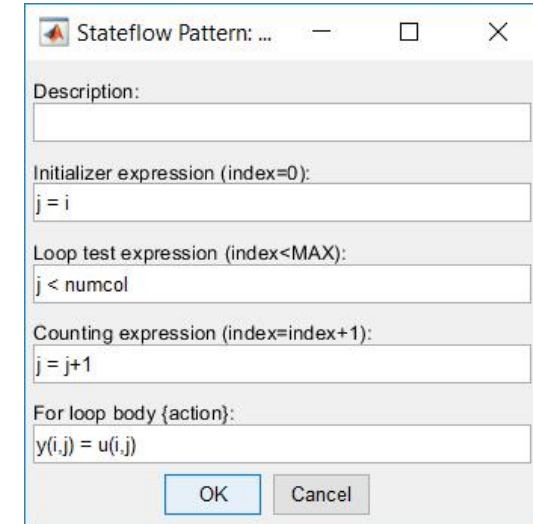 Stateflow Pattern: ...
Description:
Initializer expression (index=0):
j = i
Loop test expression (index<MAX):
j < numcol
Counting expression (index=index+1):
j = j+1
For loop body {action}:
y(i,j) = u(i,j)
OK Cancel